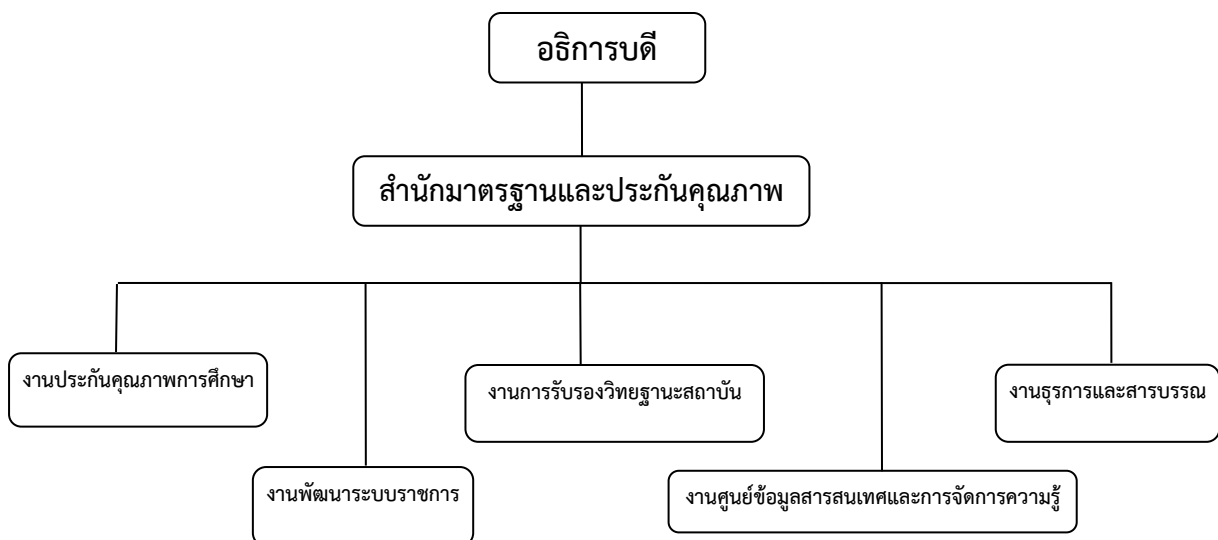 อธิการบดี
สำนักมาตรฐานและประกันคุณภาพ
งานประกันคุณภาพการศึกษา
งานการรับรองวิทยฐานะสถาบัน
งานธุรการและสารบรรณ
งานพัฒนาระบบราชการ
งานศูนย์ข้อมูลสารสนเทศและการจัดการความรู้